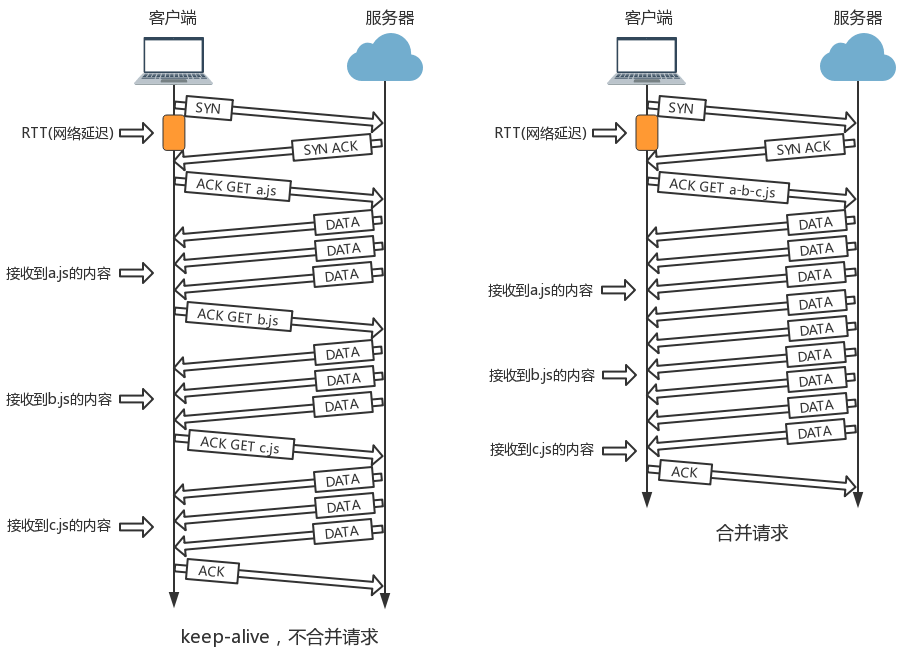 客户端
服务器
SYN
RTT(网络延迟)
SYN ACK
ACK GET a.js
DATA
DATA
DATA
接收到a.js的内容
ACK GET b.js
DATA
DATA
DATA
接收到b.js的内容
ACK GET c.js
DATA
DATA
DATA
接收到c.js的内容
ACK
keep-alive，不合并请求
客户端
服务器
SYN
RTT(网络延迟)
SYN ACK
ACK GET a-b-c.js
DATA
DATA
DATA
接收到a.js的内容
DATA
DATA
DATA
接收到b.js的内容
DATA
DATA
DATA
接收到c.js的内容
ACK
合并请求